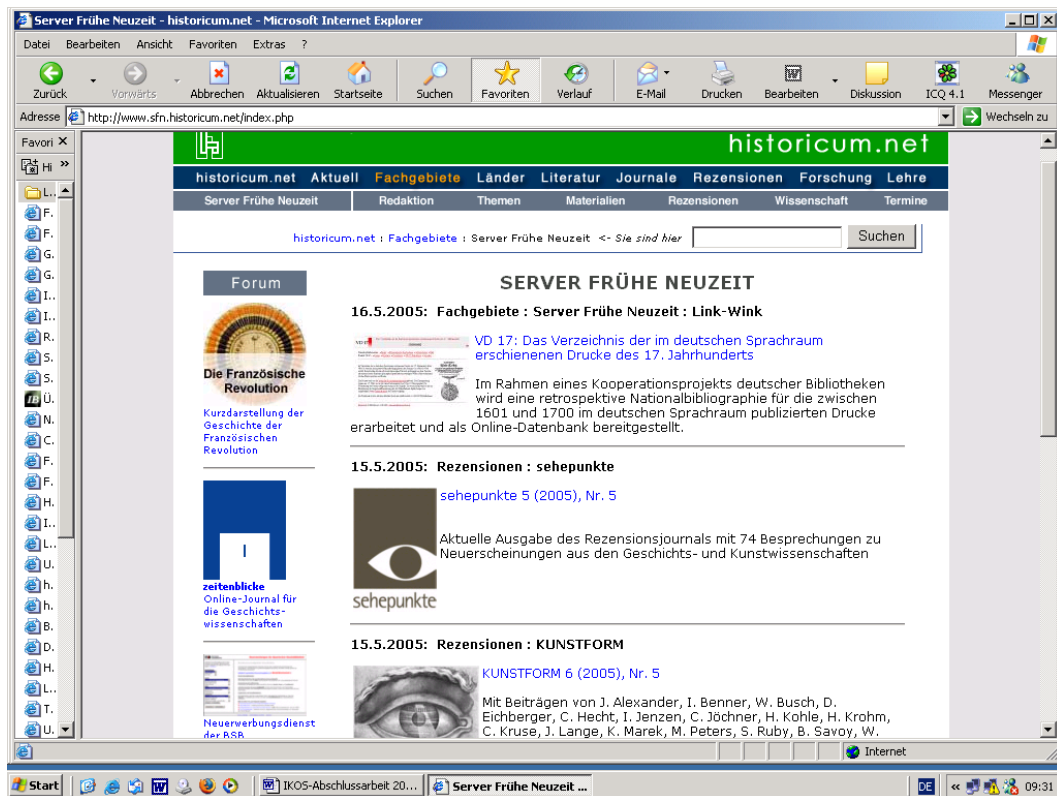 Server Frühe Neuzeit - historicum.net - Microsoft Internet Explorer
Datei Bearbeiten Ansicht Favoriten Extras ?
Zurück Vorwärts Abbrechen Aktualisieren Startseite Suchen Favoriten Verlauf E-Mail Drucken Bearbeiten Diskussion ICQ 4.1 Messenger
Adresse http://www.sfn.historicum.net/index.php Wechseln zu
Favori
Hi »
L..
F.
F.
G.
G.
I..
I..
R.
S.
S.
Ü.
N.
C.
F.
F.
H.
I..
L..
U.
h.
h.
B.
D.
H.
L..
T.
U.
historicum.net
historicum.net Aktuell Fachgebiete Länder Literatur Journale Rezensionen Forschung Lehre
Server Frühe Neuzeit Redaktion Themen Materialien Rezensionen Wissenschaft Termine
historicum.net : Fachgebiete : Server Frühe Neuzeit <- Sie sind hier Suchen
Forum
Die Französische
Revolution
Kurzdarstellung der
Geschichte der
Französischen
Revolution
zeitenblicke
Online-Journal für
die Geschichts-
wissenschaften
Neuerwerbungsdienst
der BSB
SERVER FRÜHE NEUZEIT
16.5.2005: Fachgebiete : Server Frühe Neuzeit : Link-Wink
VD 17: Das Verzeichnis der im deutschen Sprachraum
erschienenen Drucke des 17. Jahrhunderts
Im Rahmen eines Kooperationsprojekts deutscher Bibliotheken
wird eine retrospektive Nationalbibliographie für die zwischen
1601 und 1700 im deutschen Sprachraum publizierten Drucke
erarbeitet und als Online-Datenbank bereitgestellt.
15.5.2005: Rezensionen : sehepunkte
sehepunkte 5 (2005), Nr. 5
Aktuelle Ausgabe des Rezensionsjournals mit 74 Besprechungen zu
Neuerscheinungen aus den Geschichts- und Kunstwissenschaften
sehepunkte
15.5.2005: Rezensionen : KUNSTFORM
KUNSTFORM 6 (2005), Nr. 5
Mit Beiträgen von J. Alexander, I. Benner, W. Busch, D.
Eichberger, C. Hecht, I. Jenzen, C. Jöchner, H. Kohle, H. Krohm,
C. Kruse, J. Lange, K. Marek, M. Peters, S. Ruby, B. Savoy, W.
Internet
Start IKOS-Abschlussarbeit 20... Server Frühe Neuzeit ... DE « 09:31